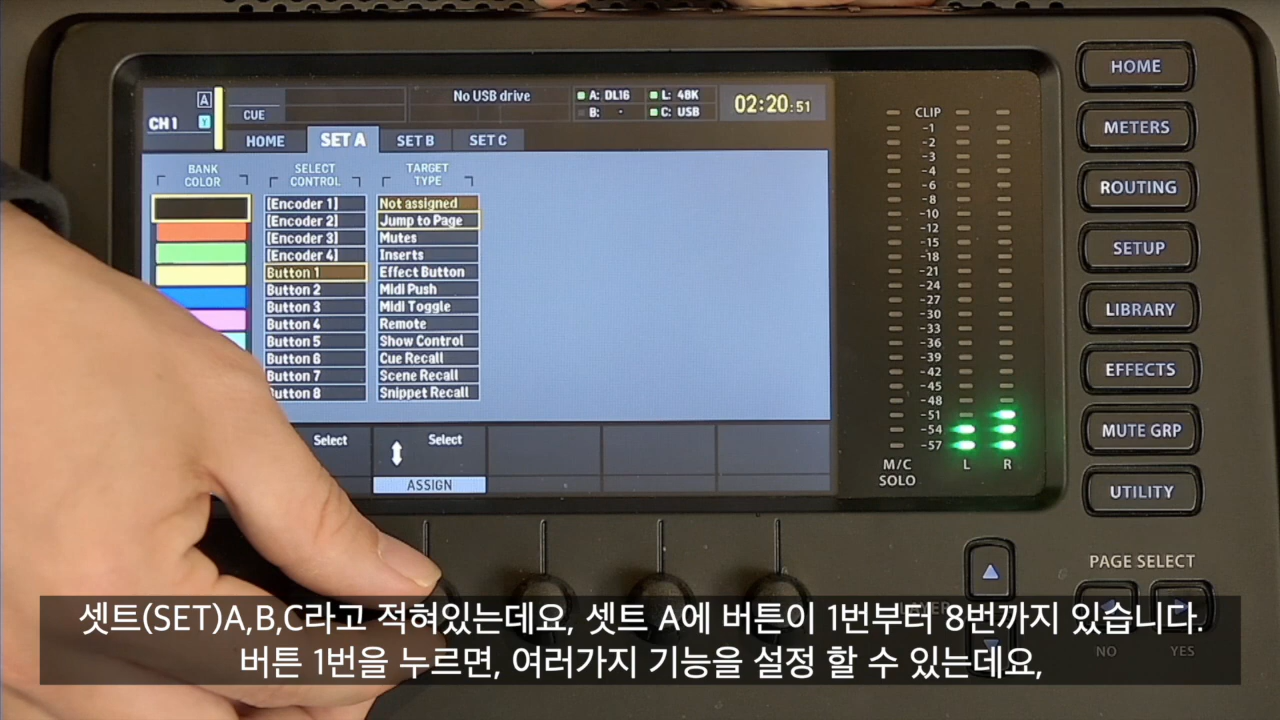 A
CH 1
Y
CUE
No USB drive
A: DL16
B: -
L: 48K
C: USB
02:20:51
HOME
SET A
SET B
SET C
BANK
COLOR
SELECT
CONTROL
TARGET
TYPE
[Encoder 1]
[Encoder 2]
[Encoder 3]
[Encoder 4]
Button 1
Button 2
Button 3
Button 4
Button 5
Button 6
Button 7
Button 8
Not assigned
Jump to Page
Mutes
Inserts
Effect Button
Midi Push
Midi Toggle
Remote
Show Control
Cue Recall
Scene Recall
Snippet Recall
Select
Select
ASSIGN
CLIP
-1
-2
-3
-4
-6
-8
-10
-12
-15
-18
-21
-24
-27
-30
-33
-36
-39
-42
-45
-48
-51
-54
-57
M/C
SOLO
L
R
HOME
METERS
ROUTING
SETUP
LIBRARY
EFFECTS
MUTE GRP
UTILITY
PAGE SELECT
LAYER
NO
YES
셋트(SET)A,B,C라고 적혀있는데요, 셋트 A에 버튼이 1번부터 8번까지 있습니다.
버튼 1번을 누르면, 여러가지 기능을 설정 할 수 있는데요,